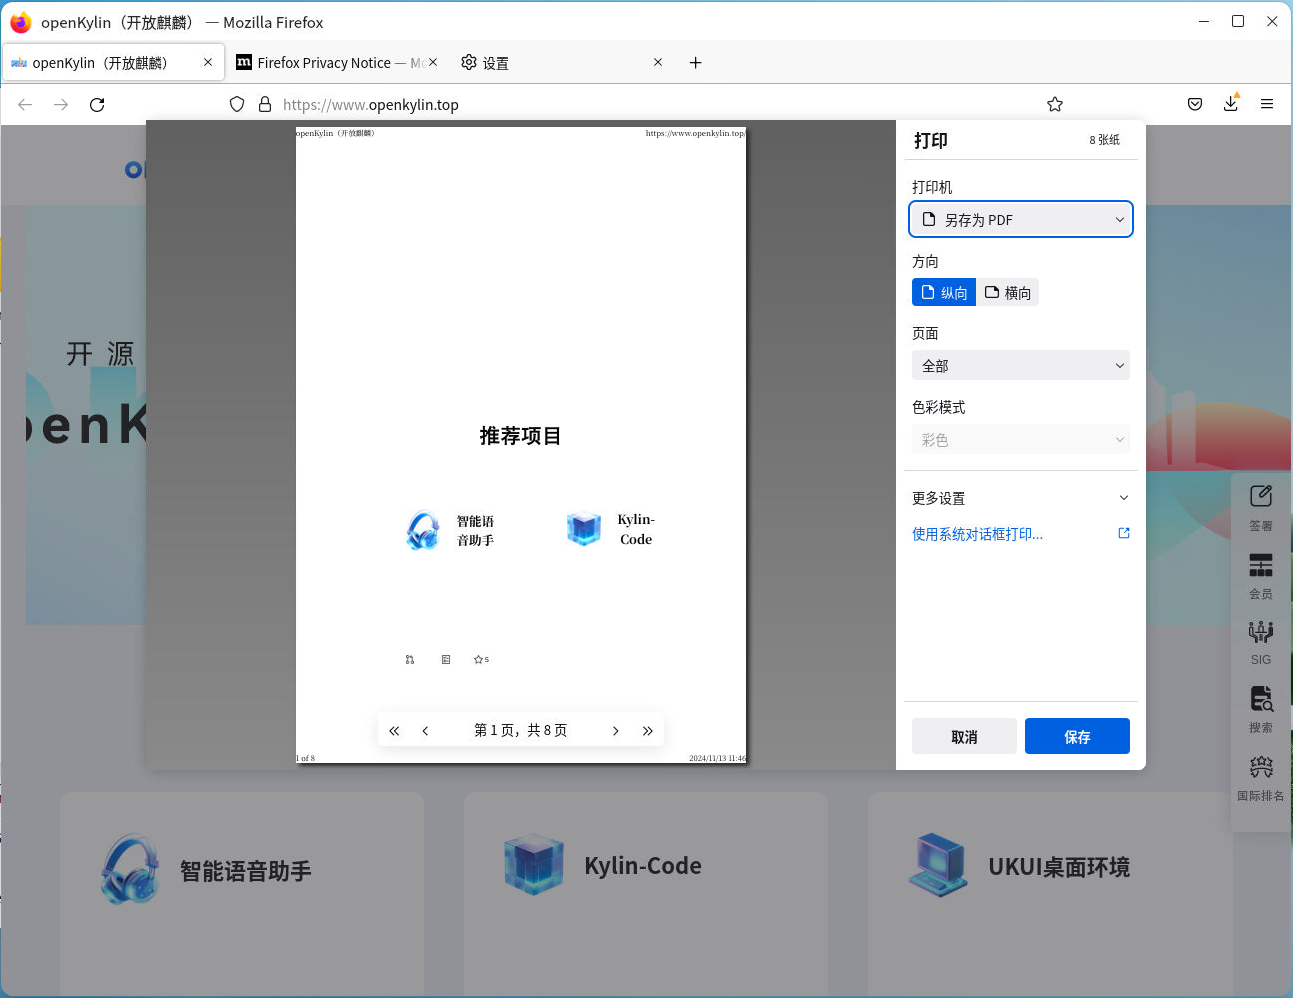 openKylin（开放麒麟） — Mozilla Firefox
openKylin（开放麒麟）
Firefox Privacy Notice — Mo
设置
https://www.openkylin.top
openKylin（开放麒麟）
https://www.openkylin.top/
推荐项目
智能语
音助手
Kylin-
Code
5
第 1 页，共 8 页
1 of 8
2024/11/13 11:46
打印
8 张纸
打印机
另存为 PDF
方向
纵向
横向
页面
全部
色彩模式
彩色
更多设置
使用系统对话框打印...
取消
保存
开 源
penK
签署
会员
SIG
搜索
国际排名
智能语音助手
Kylin-Code
UKUI桌面环境